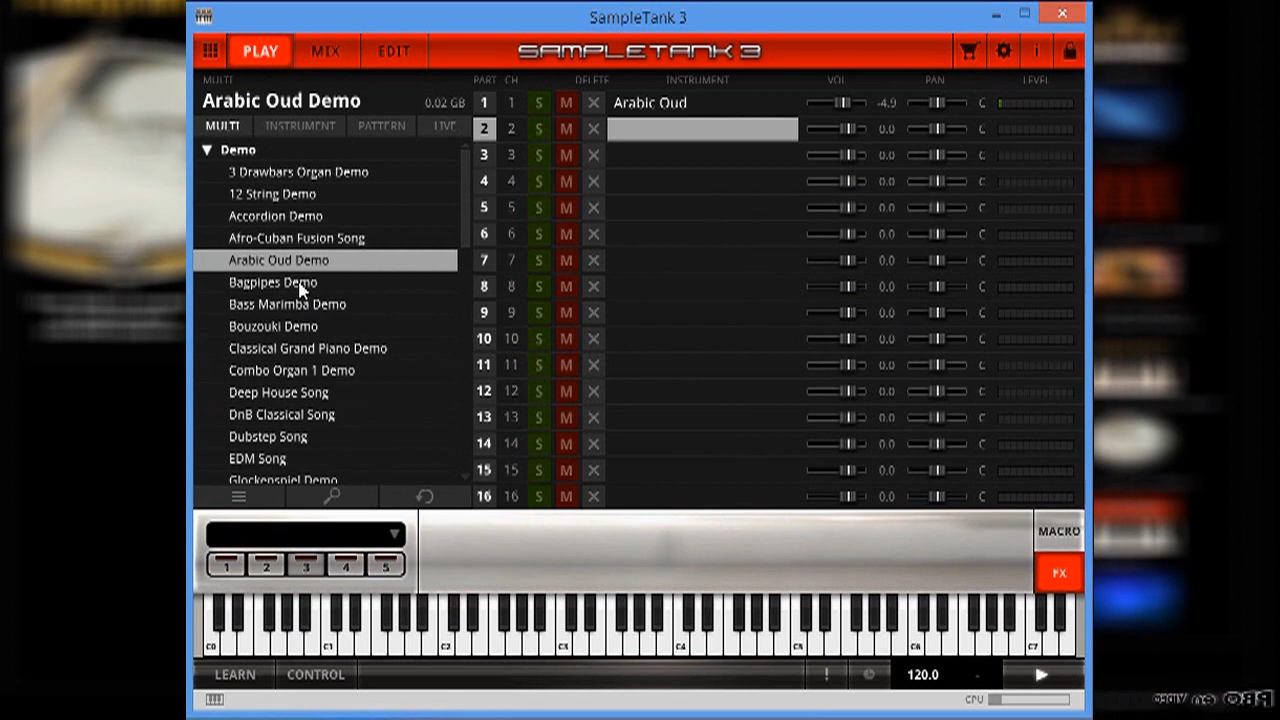 SampleTank 3
PLAY MIX EDIT SAMPLETANK 3 i
MULTI PART CH DELETE INSTRUMENT VOL PAN LEVEL
Arabic Oud Demo 0.02 GB 1 1 S M X Arabic Oud -4.9 C
MULTI INSTRUMENT PATTERN LIVE 2 2 S M X 0.0 C
Demo 3 3 S M X 0.0 C
3 Drawbars Organ Demo 4 4 S M X 0.0 C
12 String Demo 5 5 S M X 0.0 C
Accordion Demo 6 6 S M X 0.0 C
Afro-Cuban Fusion Song 7 7 S M X 0.0 C
Arabic Oud Demo 8 8 S M X 0.0 C
Bagpipes Demo 9 9 S M X 0.0 C
Bass Marimba Demo 10 10 S M X 0.0 C
Bouzouki Demo 11 11 S M X 0.0 C
Classical Grand Piano Demo 12 12 S M X 0.0 C
Combo Organ 1 Demo 13 13 S M X 0.0 C
Deep House Song 14 14 S M X 0.0 C
DnB Classical Song 15 15 S M X 0.0 C
Dubstep Song 16 16 S M X 0.0 C
EDM Song
Glockenspiel Demo
MACRO
1 2 3 4 5 FX
C0 C1 C2 C3 C4 C5 C6 C7
LEARN CONTROL ! 120.0 -
CPU